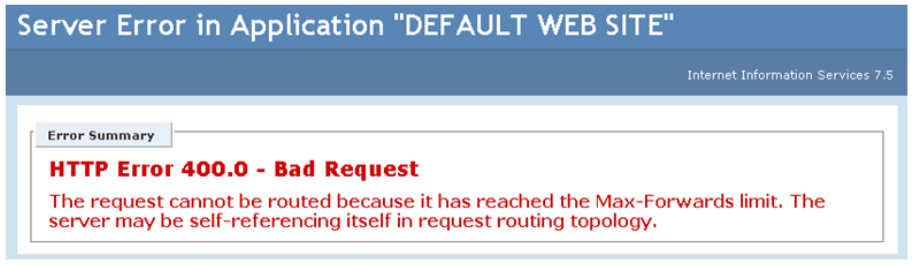 Server Error in Application "DEFAULT WEB SITE"
Internet Information Services 7.5
Error Summary
HTTP Error 400.0 - Bad Request
The request cannot be routed because it has reached the Max-Forwards limit. The
server may be self-referencing itself in request routing topology.